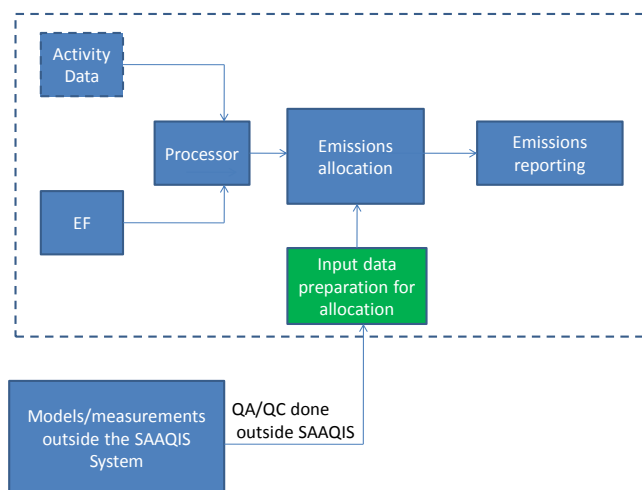 Activity
Data
Processor
Emissions
allocation
Emissions
reporting
EF
Input data
preparation for
allocation
Models/measurements
outside the SAAQIS
System
QA/QC done
outside SAAQIS